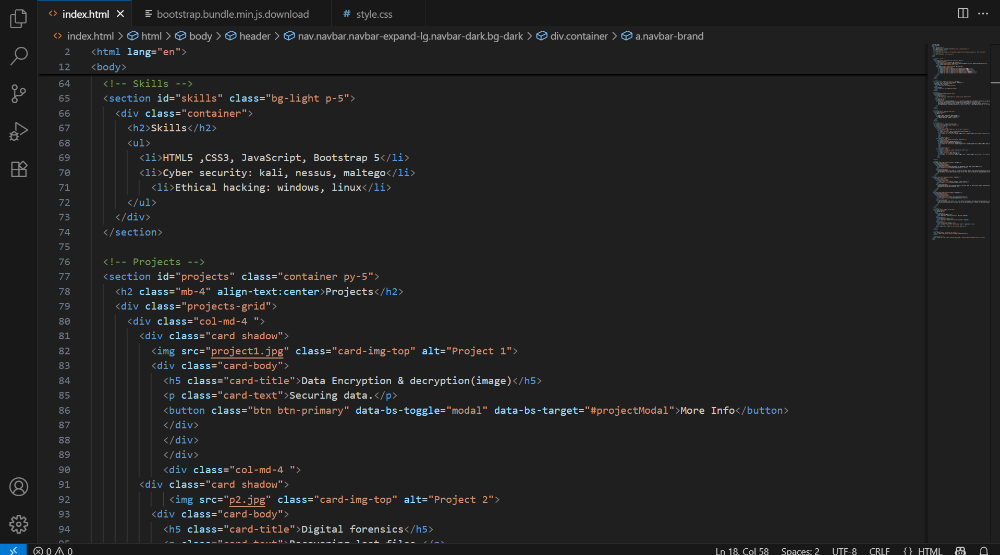 index.html
bootstrap.bundle.min.js.download
# style.css
index.html > html > body > header > nav.navbar.navbar-expand-lg.navbar-dark.bg-dark > div.container > a.navbar-brand
2 <html lang="en">
12 <body>
64 <!-- Skills -->
65 <section id="skills" class="bg-light p-5">
66 <div class="container">
67 <h2>Skills</h2>
68 <ul>
69 <li>HTML5 ,CSS3, JavaScript, Bootstrap 5</li>
70 <li>Cyber security: kali, nessus, maltego</li>
71 <li>Ethical hacking: windows, linux</li>
72 </ul>
73 </div>
74 </section>
75
76 <!-- Projects -->
77 <section id="projects" class="container py-5">
78 <h2 class="mb-4" align-text:center>Projects</h2>
79 <div class="projects-grid">
80 <div class="col-md-4 ">
81 <div class="card shadow">
82 <img src="project1.jpg" class="card-img-top" alt="Project 1">
83 <div class="card-body">
84 <h5 class="card-title">Data Encryption & decryption(image)</h5>
85 <p class="card-text">Securing data.</p>
86 <button class="btn btn-primary" data-bs-toggle="modal" data-bs-target="#projectModal">More Info</button>
87 </div>
88 </div>
89 </div>
90 <div class="col-md-4 ">
91 <div class="card shadow">
92 <img src="p2.jpg" class="card-img-top" alt="Project 2">
93 <div class="card-body">
94 <h5 class="card-title">Digital forensics</h5>
95 <p class="card-text">Recovering lost files.</p>
0 0
Ln 18, Col 58 Spaces: 2 UTF-8 CRLF {} HTML